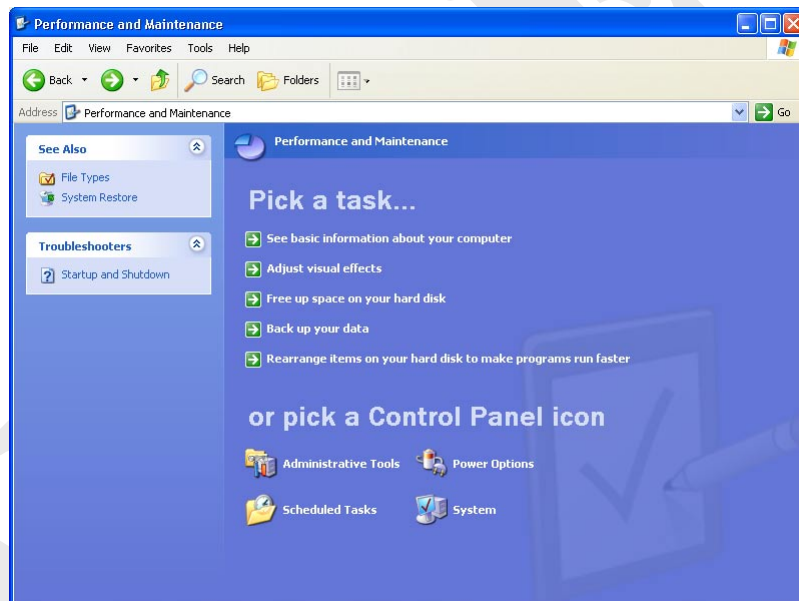 Performance and Maintenance
File Edit View Favorites Tools Help
Back Search Folders
Address Performance and Maintenance Go
See Also
File Types
System Restore
Troubleshooters
Startup and Shutdown
Performance and Maintenance
Pick a task...
See basic information about your computer
Adjust visual effects
Free up space on your hard disk
Back up your data
Rearrange items on your hard disk to make programs run faster
or pick a Control Panel icon
Administrative Tools Power Options
Scheduled Tasks System